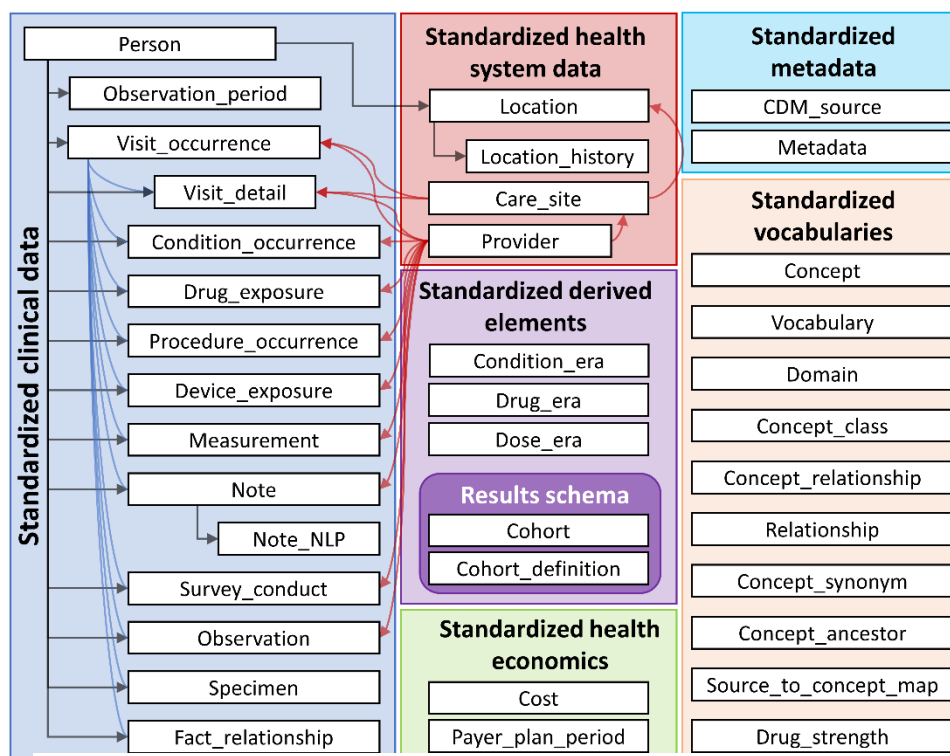 Standardized clinical data
Person
Observation_period
Visit_occurrence
Visit_detail
Condition_occurrence
Drug_exposure
Procedure_occurrence
Device_exposure
Measurement
Note
Note_NLP
Survey_conduct
Observation
Specimen
Fact_relationship
Standardized health
system data
Location
Location_history
Care_site
Provider
Standardized derived
elements
Condition_era
Drug_era
Dose_era
Results schema
Cohort
Cohort_definition
Standardized health
economics
Cost
Payer_plan_period
Standardized
metadata
CDM_source
Metadata
Standardized
vocabularies
Concept
Vocabulary
Domain
Concept_class
Concept_relationship
Relationship
Concept_synonym
Concept_ancestor
Source_to_concept_map
Drug_strength